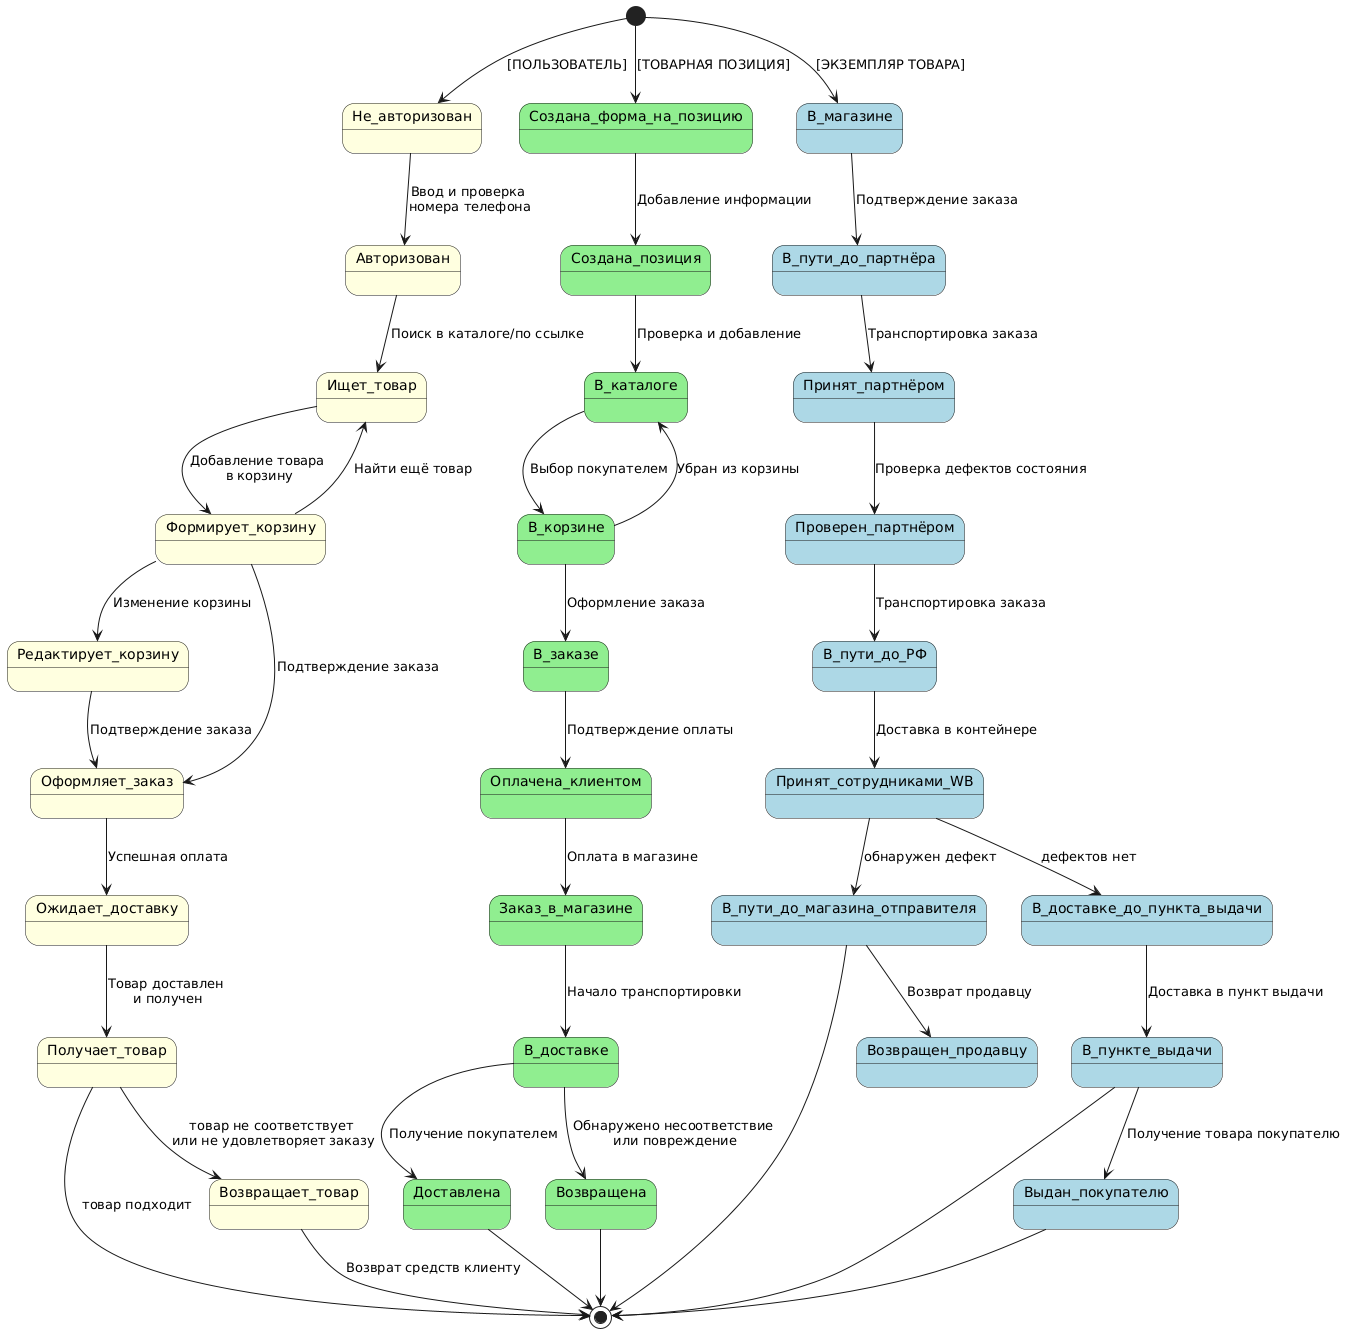 [ПОЛЬЗОВАТЕЛЬ]
[ТОВАРНАЯ ПОЗИЦИЯ]
[ЭКЗЕМПЛЯР ТОВАРА]
Не_авторизован
Создана_форма_на_позицию
В_магазине
Ввод и проверка
номера телефона
Добавление информации
Подтверждение заказа
Авторизован
Создана_позиция
В_пути_до_партнёра
Поиск в каталоге/по ссылке
Проверка и добавление
Транспортировка заказа
Ищет_товар
В_каталоге
Принят_партнёром
Добавление товара
в корзину
Найти ещё товар
Выбор покупателем
Убран из корзины
Проверка дефектов состояния
Формирует_корзину
В_корзине
Проверен_партнёром
Изменение корзины
Оформление заказа
Транспортировка заказа
Редактирует_корзину
Подтверждение заказа
В_заказе
В_пути_до_РФ
Подтверждение заказа
Подтверждение оплаты
Доставка в контейнере
Оформляет_заказ
Оплачена_клиентом
Принят_сотрудниками_WB
Успешная оплата
Оплата в магазине
обнаружен дефект
дефектов нет
Ожидает_доставку
Заказ_в_магазине
В_пути_до_магазина_отправителя
В_доставке_до_пункта_выдачи
Товар доставлен
и получен
Начало транспортировки
Возврат продавцу
Доставка в пункт выдачи
Получает_товар
В_доставке
Возвращен_продавцу
В_пункте_выдачи
товар не соответствует
или не удовлетворяет заказу
Получение покупателем
Обнаружено несоответствие
или повреждение
Получение товара покупателю
товар подходит
Возвращает_товар
Доставлена
Возвращена
Выдан_покупателю
Возврат средств клиенту